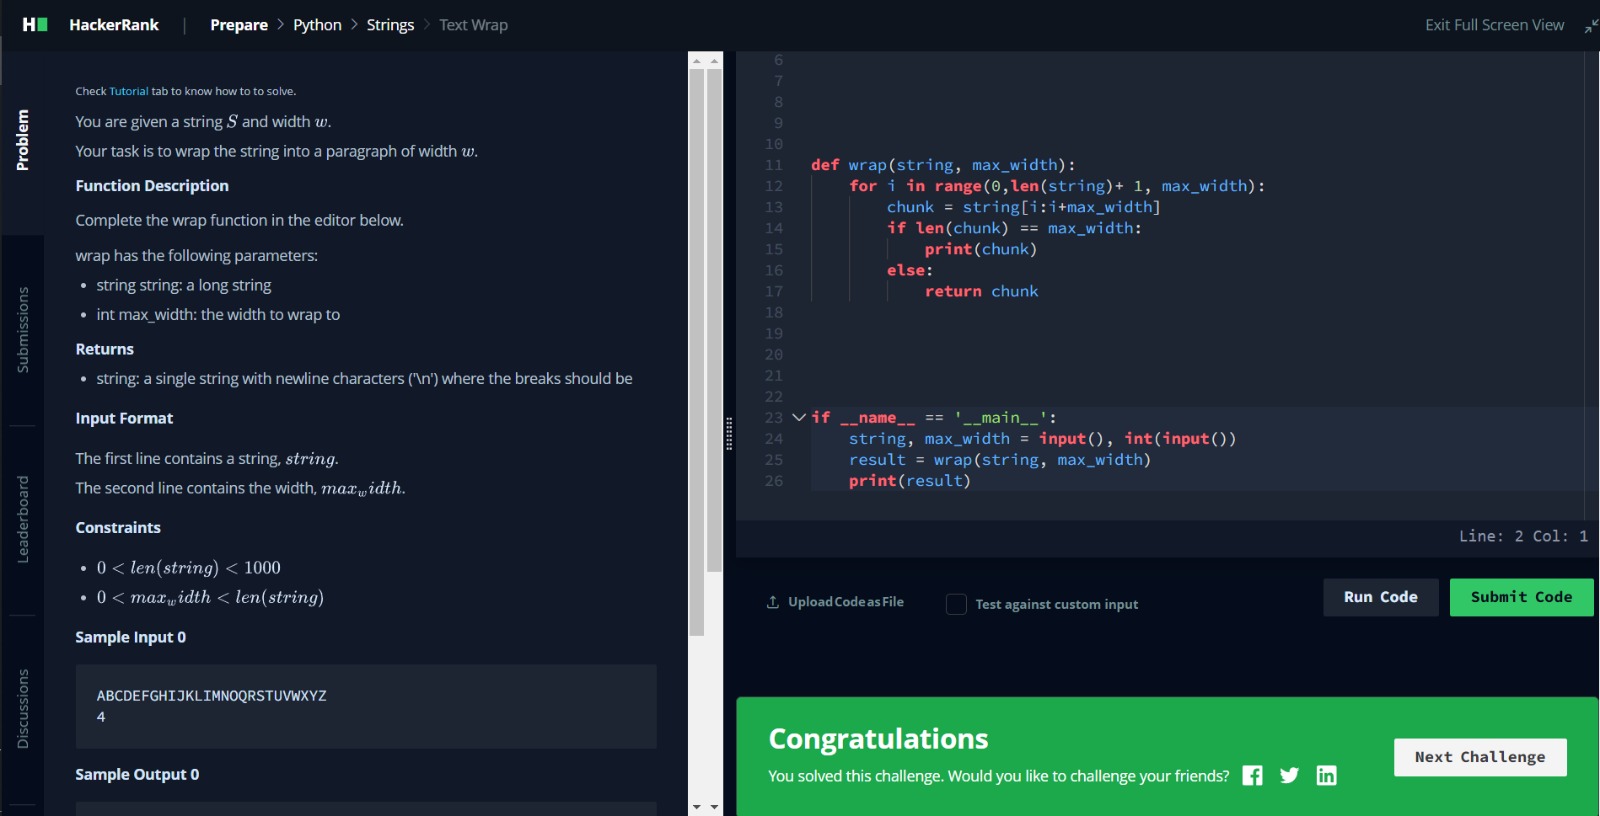 HackerRank | Prepare > Python > Strings > Text Wrap
Exit Full Screen View
Problem
Submissions
Leaderboard
Discussions
Check Tutorial tab to know how to to solve.
You are given a string S and width w.
Your task is to wrap the string into a paragraph of width w.
Function Description
Complete the wrap function in the editor below.
wrap has the following parameters:
• string string: a long string
• int max_width: the width to wrap to
Returns
• string: a single string with newline characters ('\n') where the breaks should be
Input Format
The first line contains a string, string.
The second line contains the width, max_width.
Constraints
• 0 < len(string) < 1000
• 0 < max_width < len(string)
Sample Input 0
ABCDEFGHIJKLIMNOQRSTUVWXYZ
4
Sample Output 0
6
7
8
9
10
11 def wrap(string, max_width):
12 for i in range(0,len(string)+ 1, max_width):
13 chunk = string[i:i+max_width]
14 if len(chunk) == max_width:
15 print(chunk)
16 else:
17 return chunk
18
19
20
21
22
23 if __name__ == '__main__':
24 string, max_width = input(), int(input())
25 result = wrap(string, max_width)
26 print(result)
Line: 2 Col: 1
Upload Code as File
Test against custom input
Run Code
Submit Code
Congratulations
You solved this challenge. Would you like to challenge your friends?
Next Challenge